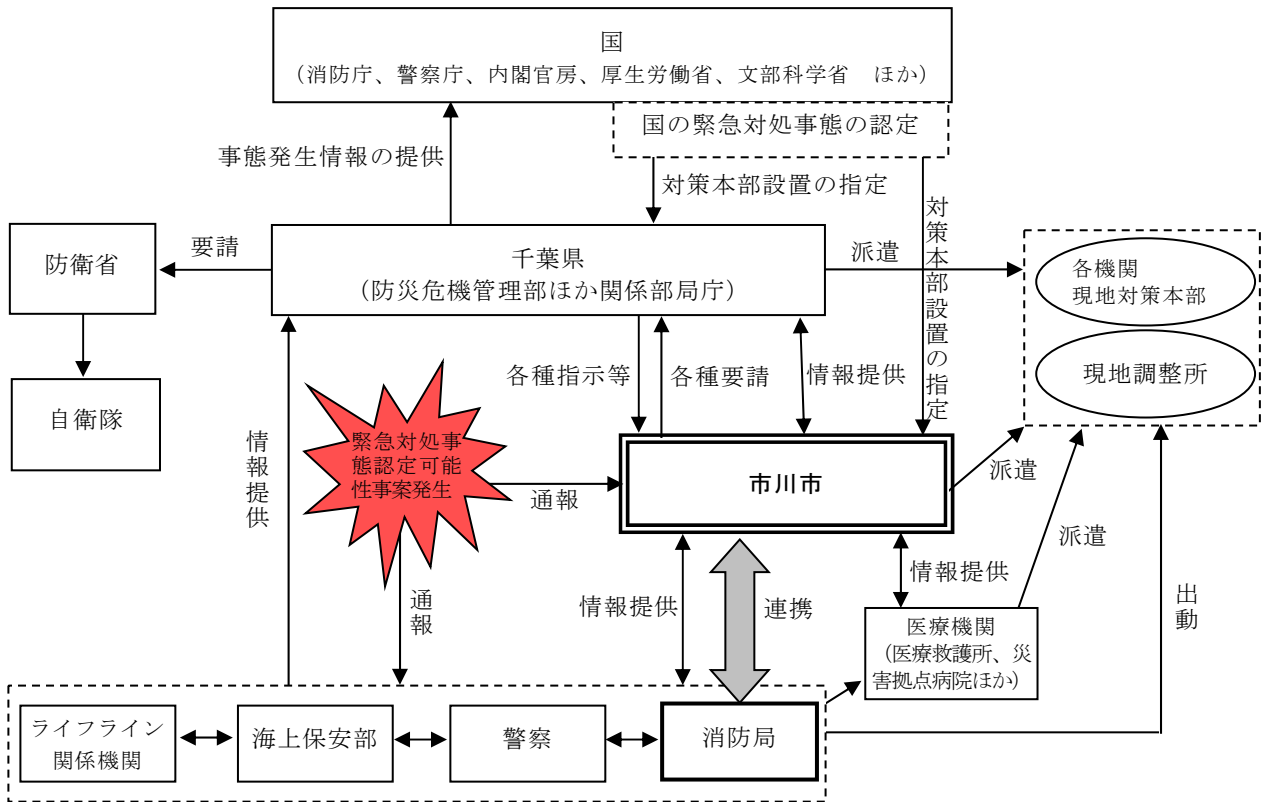 国
（消防庁、警察庁、内閣官房、厚生労働省、文部科学省　ほか）
国の緊急対処事態の認定
事態発生情報の提供
対策本部設置の指定
対策本部設置の指定
防衛省
要請
千葉県
（防災危機管理部ほか関係部局庁）
派遣
各機関
現地対策本部
現地調整所
自衛隊
各種指示等
各種要請
情報提供
情報提供
緊急対処事
態認定可能
性事案発生
通報
市川市
派遣
通報
情報提供
連携
情報提供
派遣
出動
医療機関
（医療救護所、災
害拠点病院ほか）
ライフライン
関係機関
海上保安部
警察
消防局